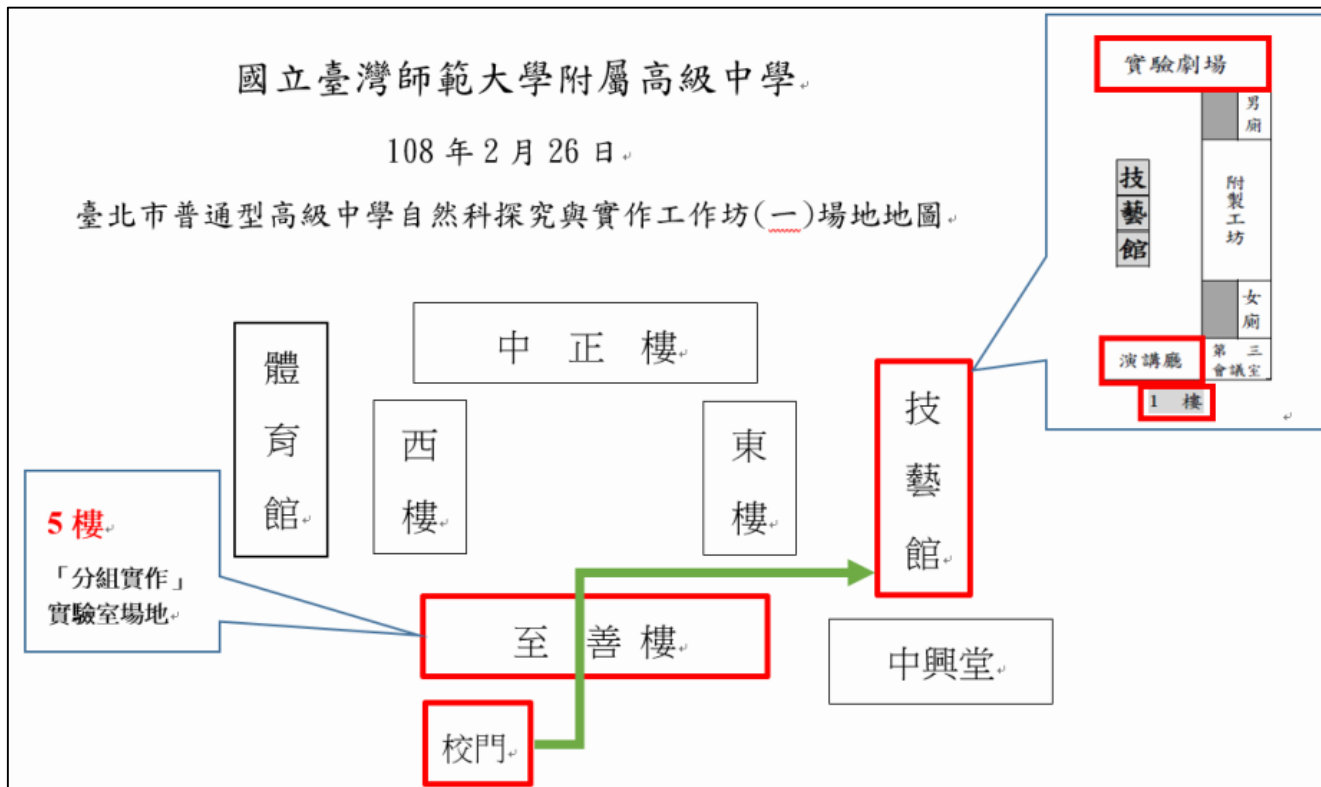 國立臺灣師範大學附屬高級中學
108 年 2 月 26 日
臺北市普通型高級中學自然科探究與實作工作坊(一)場地地圖
實驗劇場
男廁
技藝館
附製工坊
女廁
演講廳
第三會議室
1 樓
體育館
中正樓
西樓
東樓
技藝館
5 樓
「分組實作」
實驗室場地
至善樓
中興堂
校門